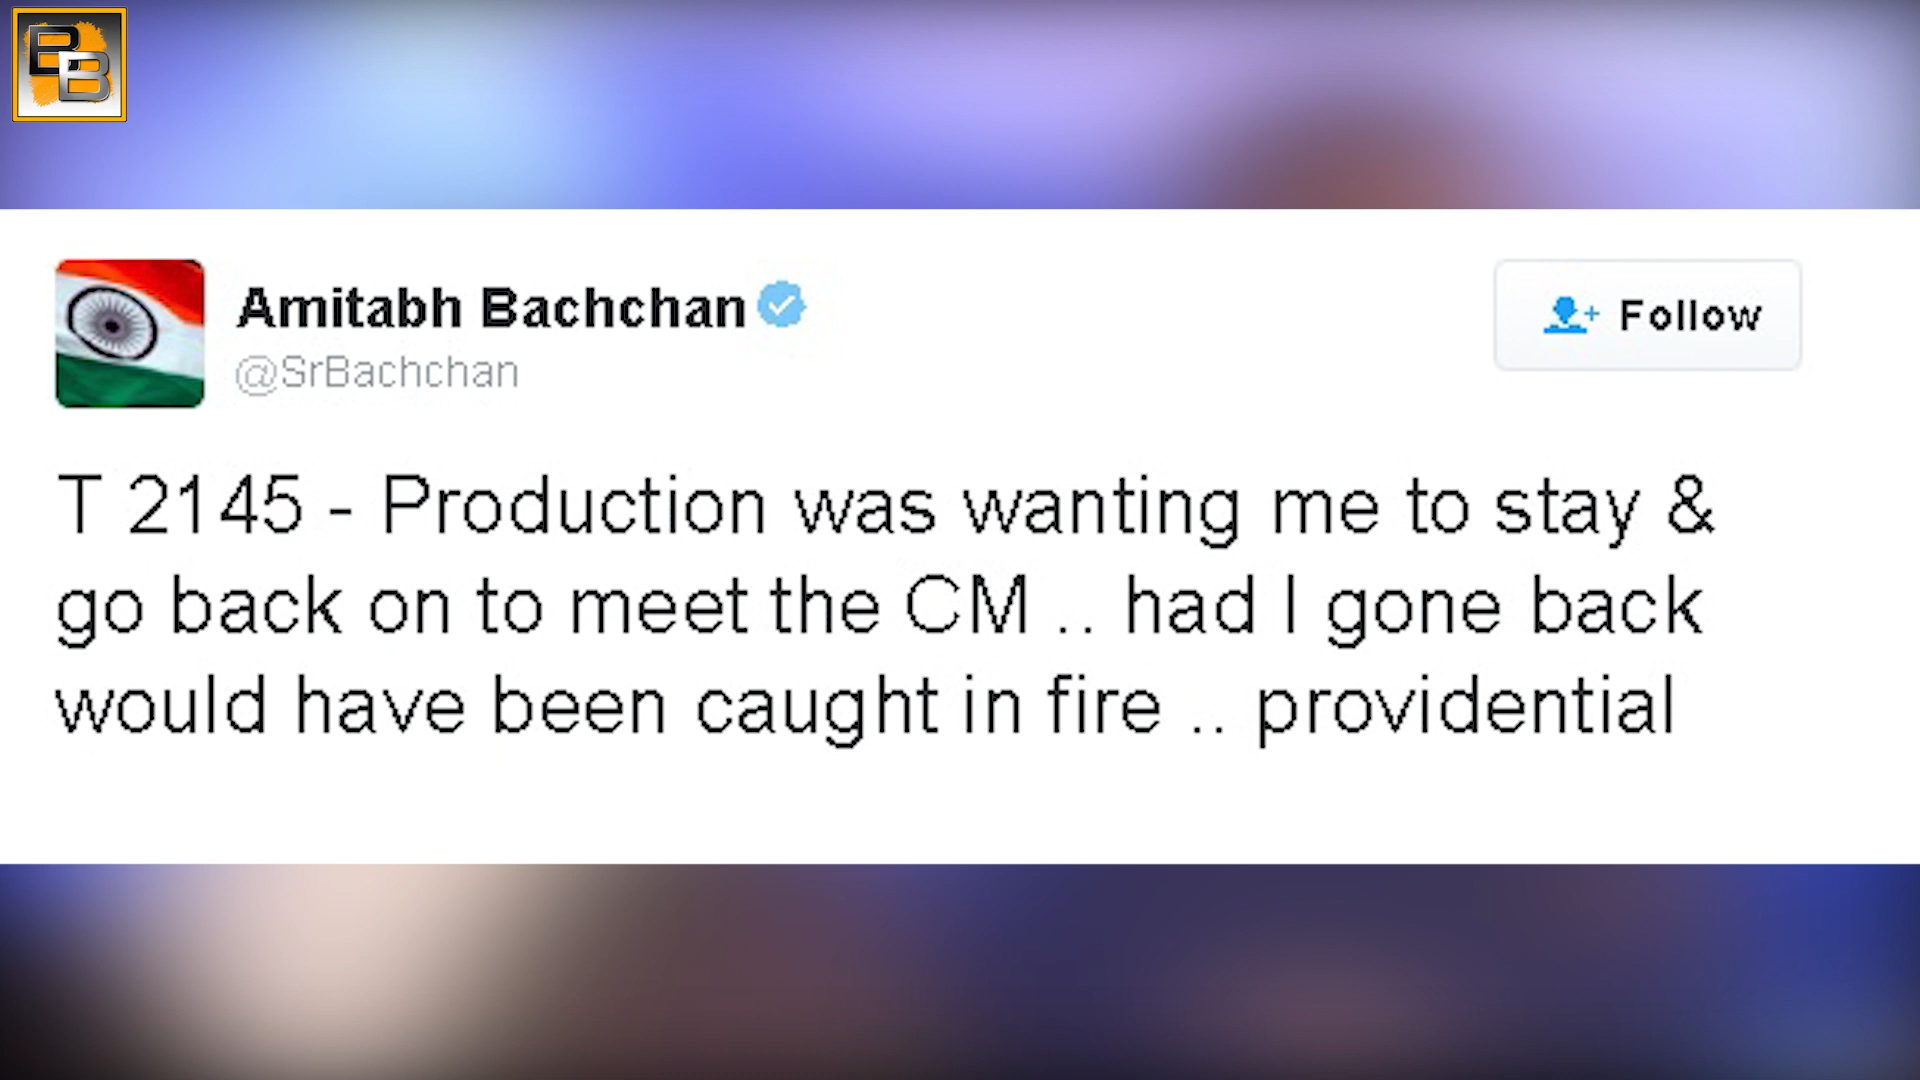 BB
Amitabh Bachchan
@SrBachchan
Follow
T 2145 - Production was wanting me to stay &
go back on to meet the CM .. had I gone back
would have been caught in fire .. providential